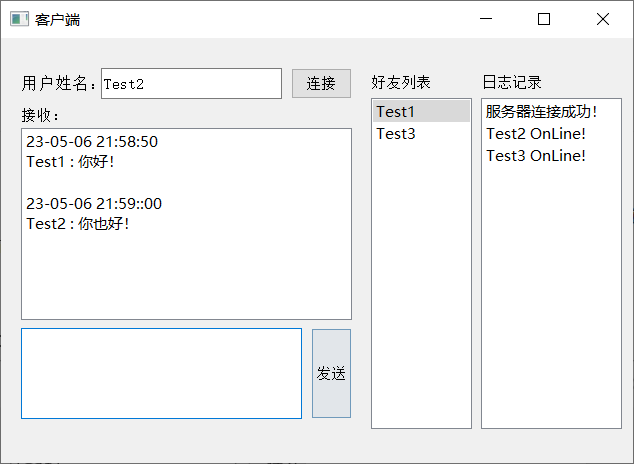 客户端
用户姓名：Test2 连接
接收：
23-05-06 21:58:50
Test1 : 你好！
23-05-06 21:59::00
Test2 : 你也好！
发送
好友列表
Test1
Test3
日志记录
服务器连接成功！
Test2 OnLine!
Test3 OnLine!